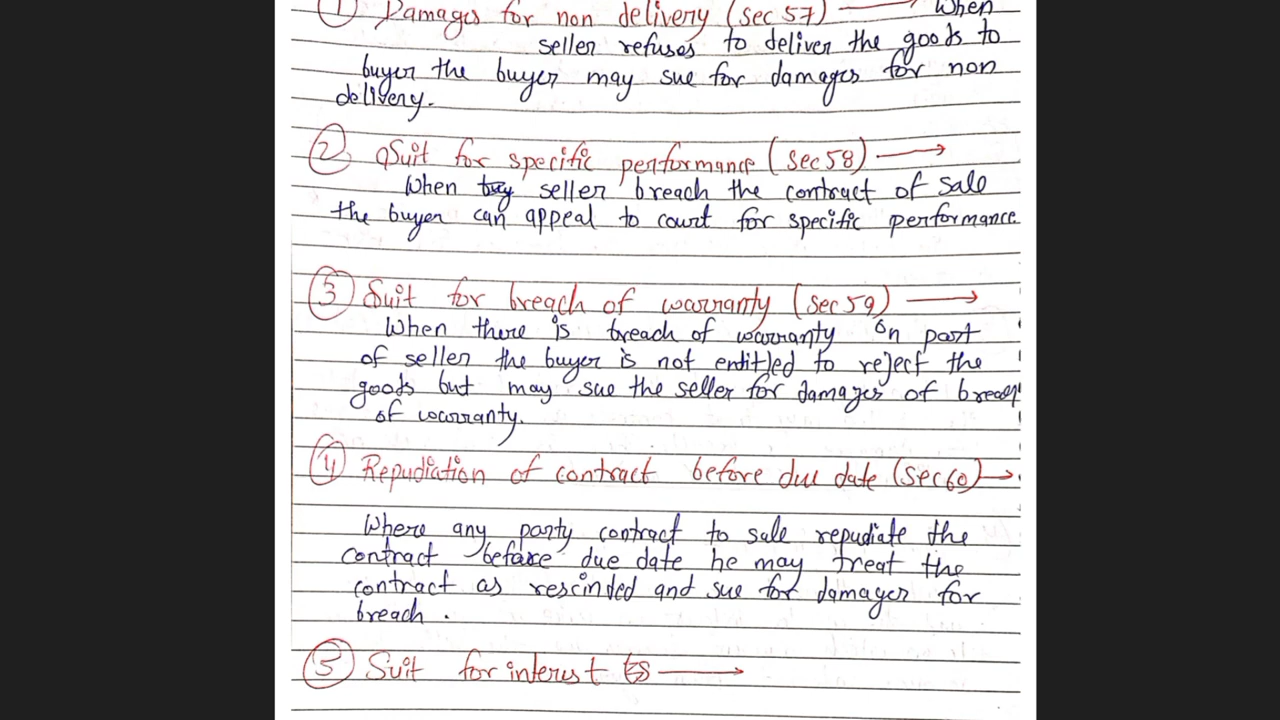 ① Damages for non delivery (sec 57) → When
seller refuses to deliver the goods to
buyer the buyer may sue for damages for non
delivery.
② Suit for specific performance (sec 58) →
When seller breach the contract of sale
the buyer can appeal to court for specific performance
③ Suit for breach of warranty (sec 59) →
When there is breach of warranty on part
of seller the buyer is not entitled to reject the
goods but may sue the seller for damages of breach
of warranty.
④ Repudiation of contract before due date (Sec 60) →
Where any party contract to sale repudiate the
contract before due date he may treat the
contract as rescinded and sue for damages for
breach.
⑤ Suit for interest →